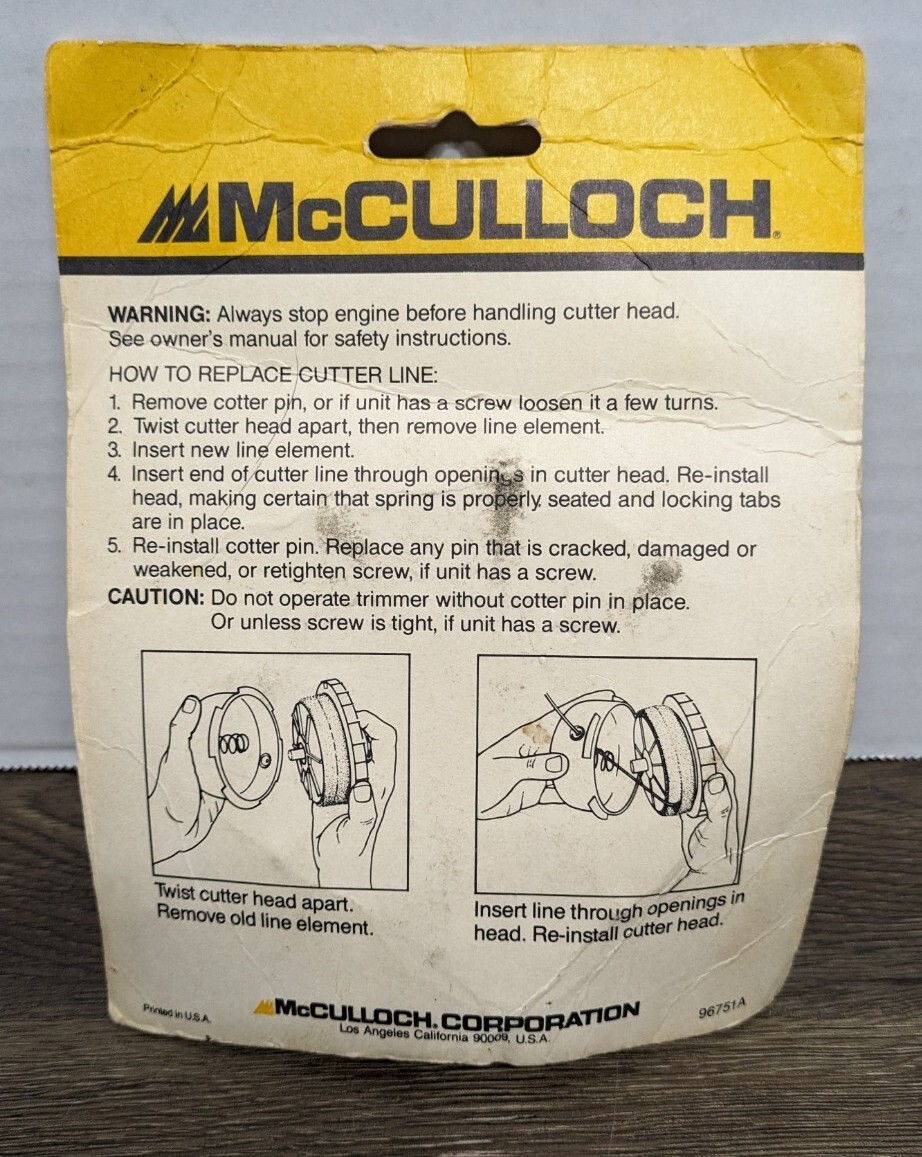 McCULLOCH®
WARNING: Always stop engine before handling cutter head.
See owner's manual for safety instructions.
HOW TO REPLACE CUTTER LINE:
1. Remove cotter pin, or if unit has a screw loosen it a few turns.
2. Twist cutter head apart, then remove line element.
3. Insert new line element.
4. Insert end of cutter line through openings in cutter head. Re-install
head, making certain that spring is properly seated and locking tabs
are in place.
5. Re-install cotter pin. Replace any pin that is cracked, damaged or
weakened, or retighten screw, if unit has a screw.
CAUTION: Do not operate trimmer without cotter pin in place.
Or unless screw is tight, if unit has a screw.
Twist cutter head apart.
Remove old line element.
Insert line through openings in
head. Re-install cutter head.
Printed in U.S.A.
McCULLOCH CORPORATION
Los Angeles California 90009, U.S.A.
96751A